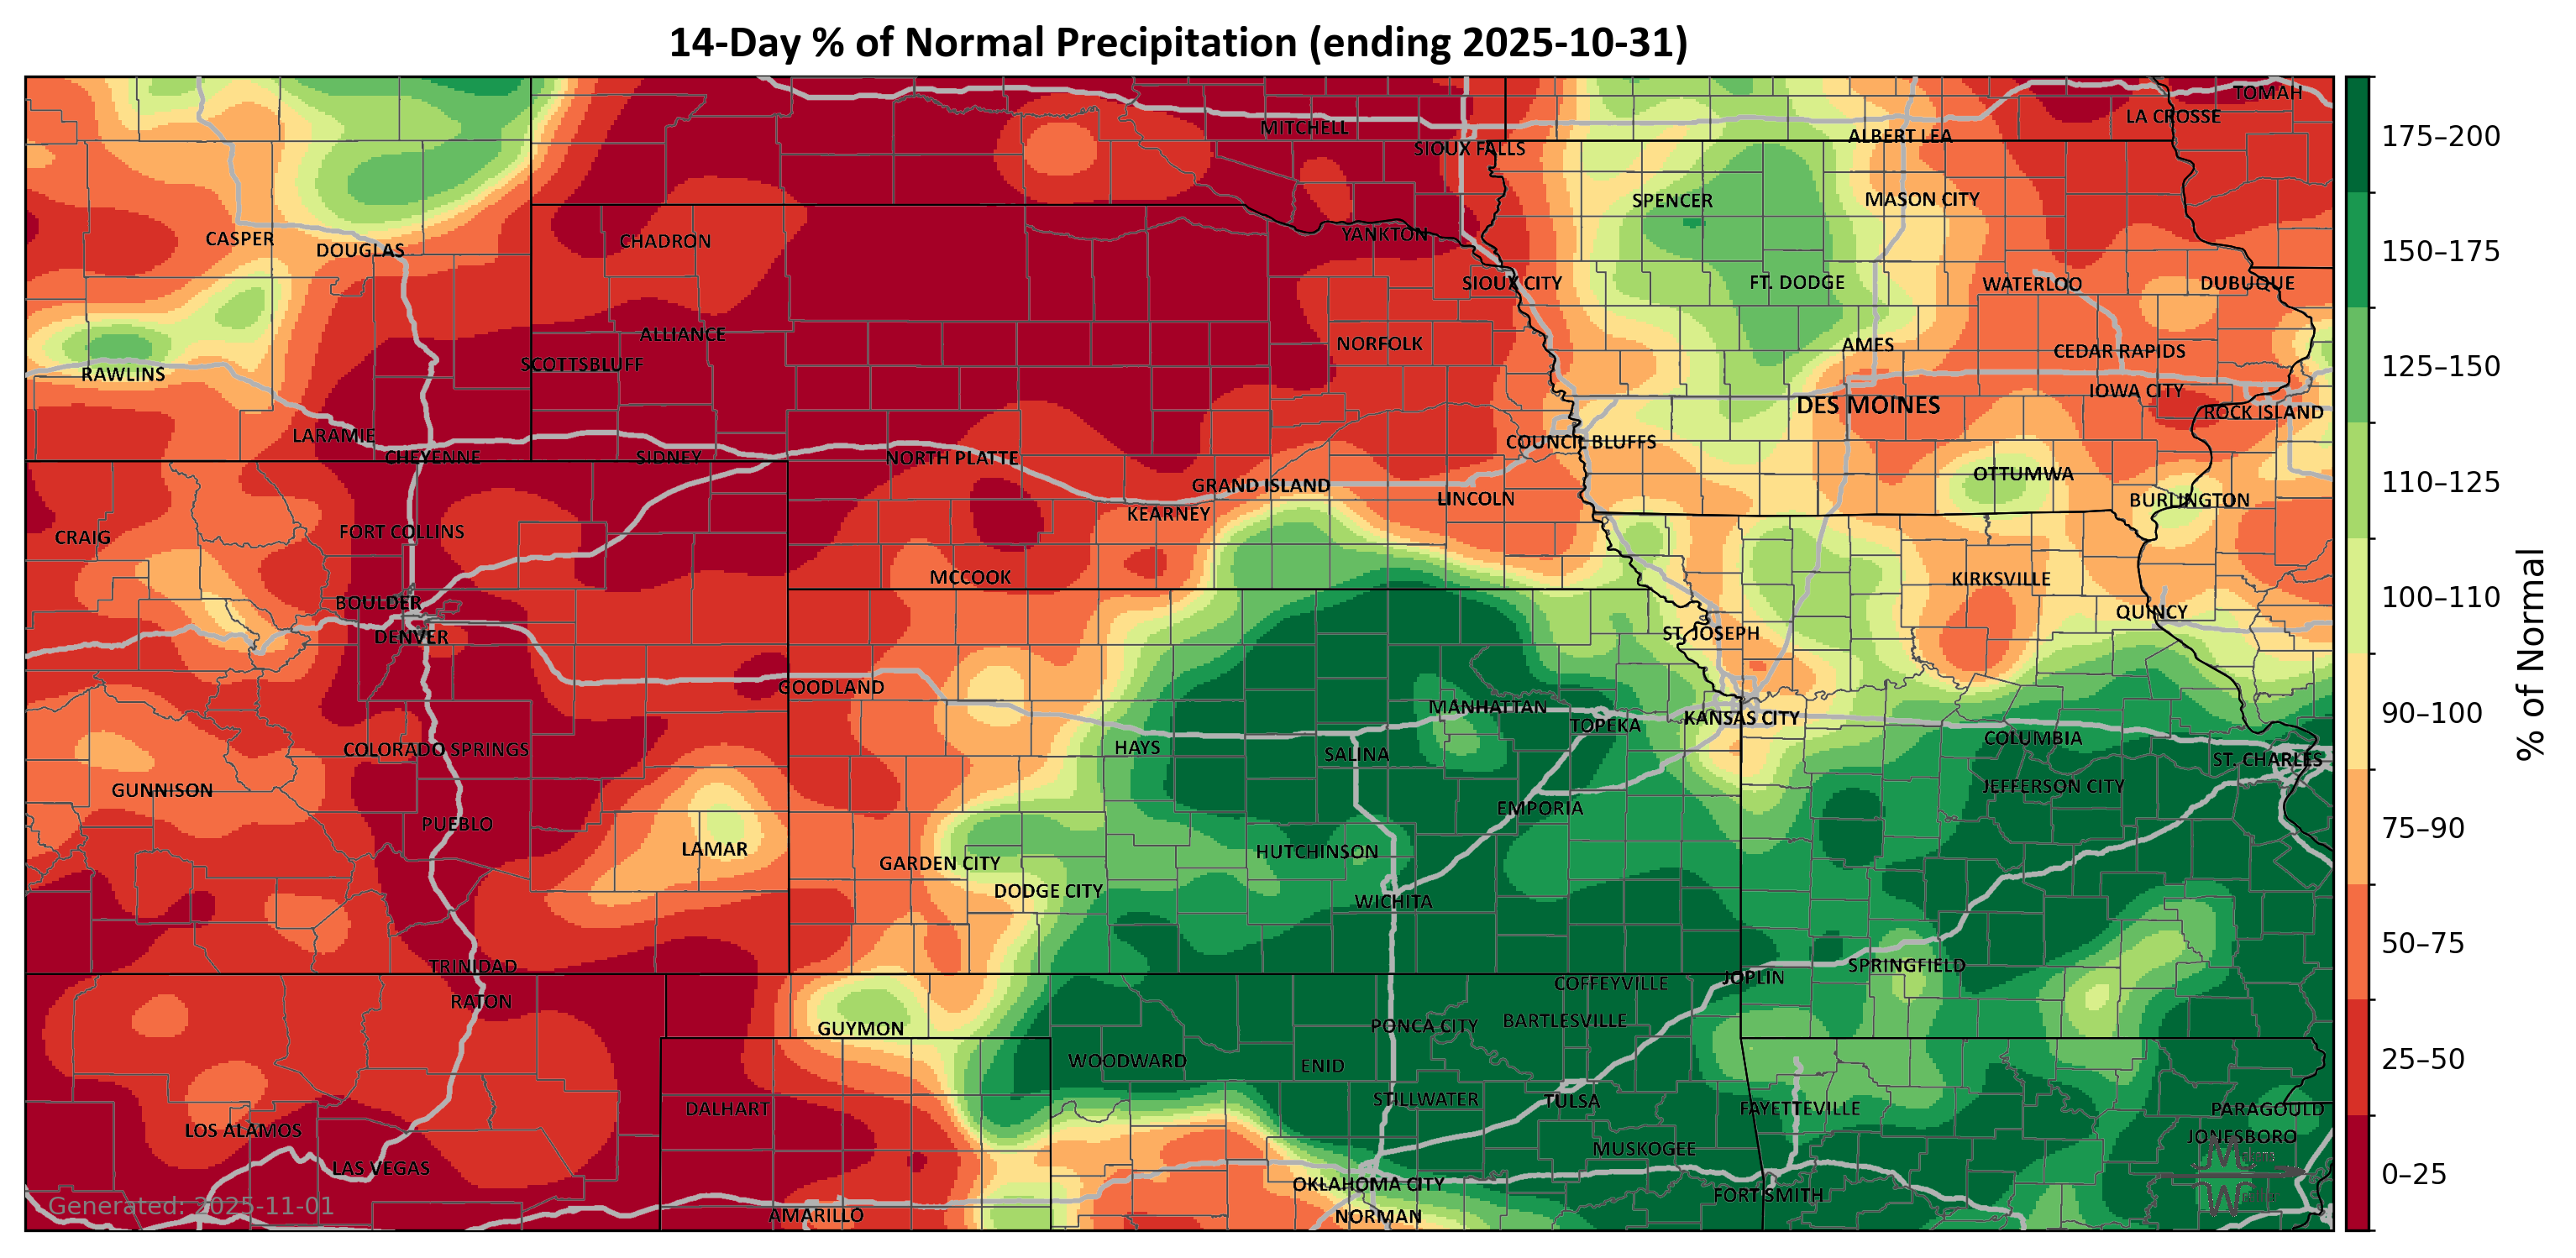 14-Day % of Normal Precipitation (ending 2025-10-31)
TOMAH
LA CROSSE
MITCHELL
ALBERT LEA
SIOUX FALLS
SPENCER
MASON CITY
YANKTON
CASPER
CHADRON
DOUGLAS
SIOUX CITY
FT. DODGE
WATERLOO
DUBUQUE
ALLIANCE
NORFOLK
AMES
CEDAR RAPIDS
SCOTTSBLUFF
RAWLINS
IOWA CITY
DES MOINES
ROCK ISLAND
LARAMIE
COUNCIL BLUFFS
CHEYENNE
SIDNEY
NORTH PLATTE
OTTUMWA
GRAND ISLAND
LINCOLN
BURLINGTON
KEARNEY
FORT COLLINS
CRAIG
MCCOOK
KIRKSVILLE
BOULDER
QUINCY
DENVER
ST. JOSEPH
GOODLAND
MANHATTAN
KANSAS CITY
TOPEKA
COLUMBIA
COLORADO SPRINGS
HAYS
SALINA
ST. CHARLES
GUNNISON
JEFFERSON CITY
EMPORIA
PUEBLO
LAMAR
HUTCHINSON
GARDEN CITY
DODGE CITY
WICHITA
TRINIDAD
SPRINGFIELD
JOPLIN
COFFEYVILLE
RATON
GUYMON
PONCA CITY
BARTLESVILLE
WOODWARD
ENID
STILLWATER
TULSA
DALHART
FAYETTEVILLE
PARAGOULD
LOS ALAMOS
JONESBORO
MUSKOGEE
LAS VEGAS
OKLAHOMA CITY
FORT SMITH
AMARILLO
NORMAN
Generated: 2025-11-01
175–200
150–175
125–150
110–125
100–110
90–100
75–90
50–75
25–50
0–25
% of Normal